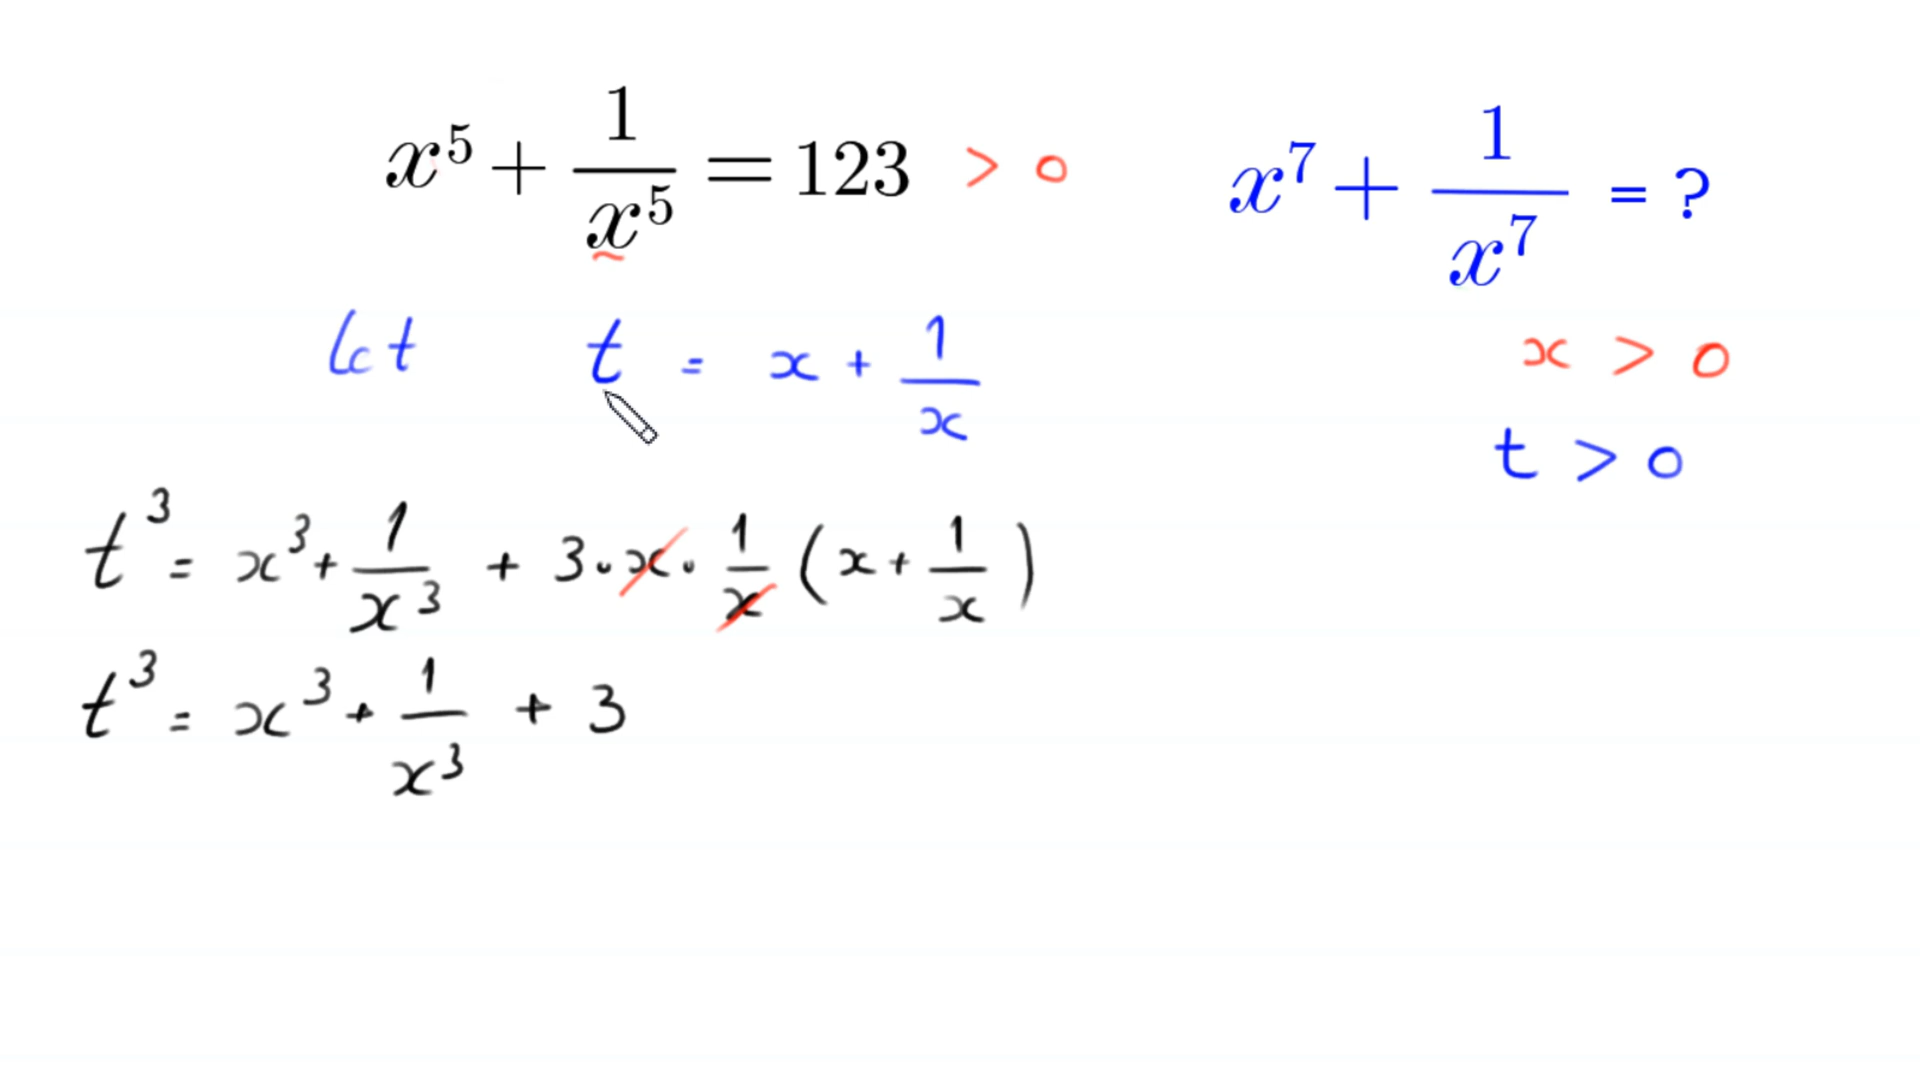 x^5 + 1/x^5 = 123 > 0
x^7 + 1/x^7 = ?
let t = x + 1/x
x > 0
t > 0
t^3 = x^3 + 1/x^3 + 3 · x · 1/x (x + 1/x)
t^3 = x^3 + 1/x^3 + 3